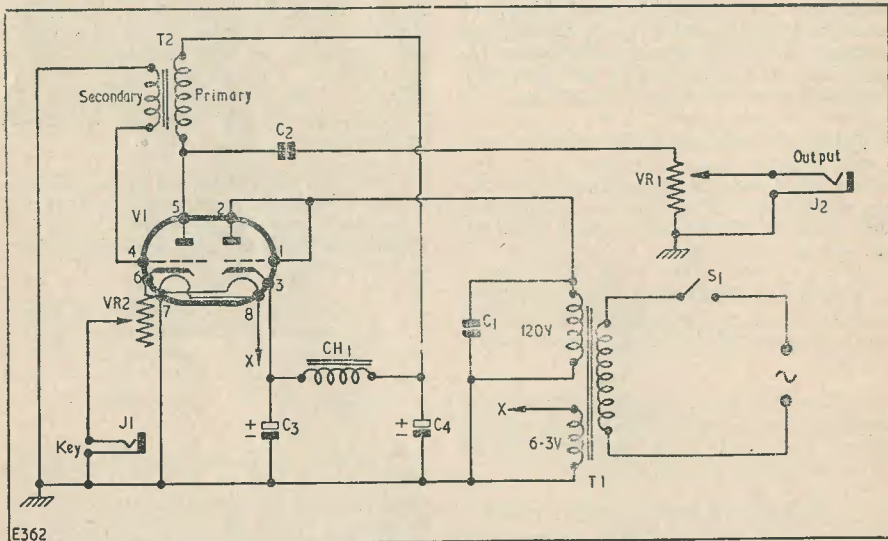 T2
Secondary
Primary
C2
Output
VR1
J2
V1
5
2
4
1
6
3
7
8
VR2
X
S1
C1
120V
CH1
~
J1
Key
+
−
C3
+
−
C4
X
6·3V
T1
E362